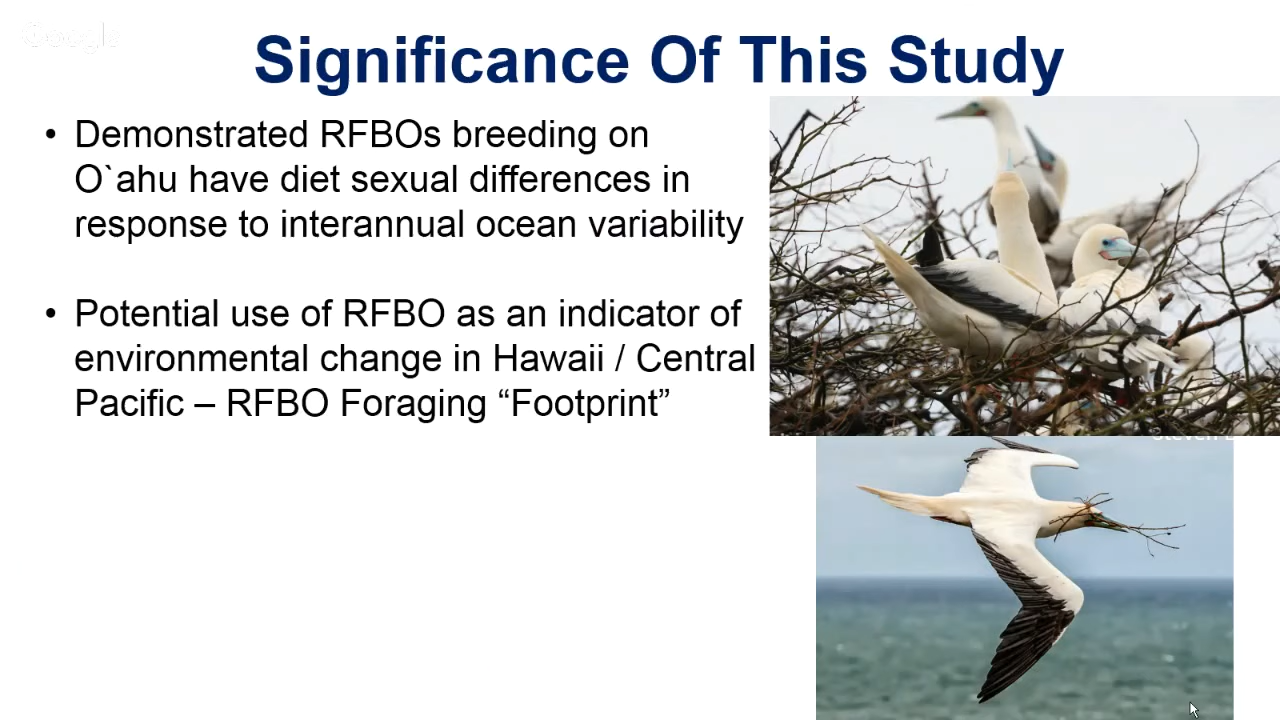 Google
Significance Of This Study
• Demonstrated RFBOs breeding on
O`ahu have diet sexual differences in
response to interannual ocean variability
• Potential use of RFBO as an indicator of
environmental change in Hawaii / Central
Pacific – RFBO Foraging “Footprint”